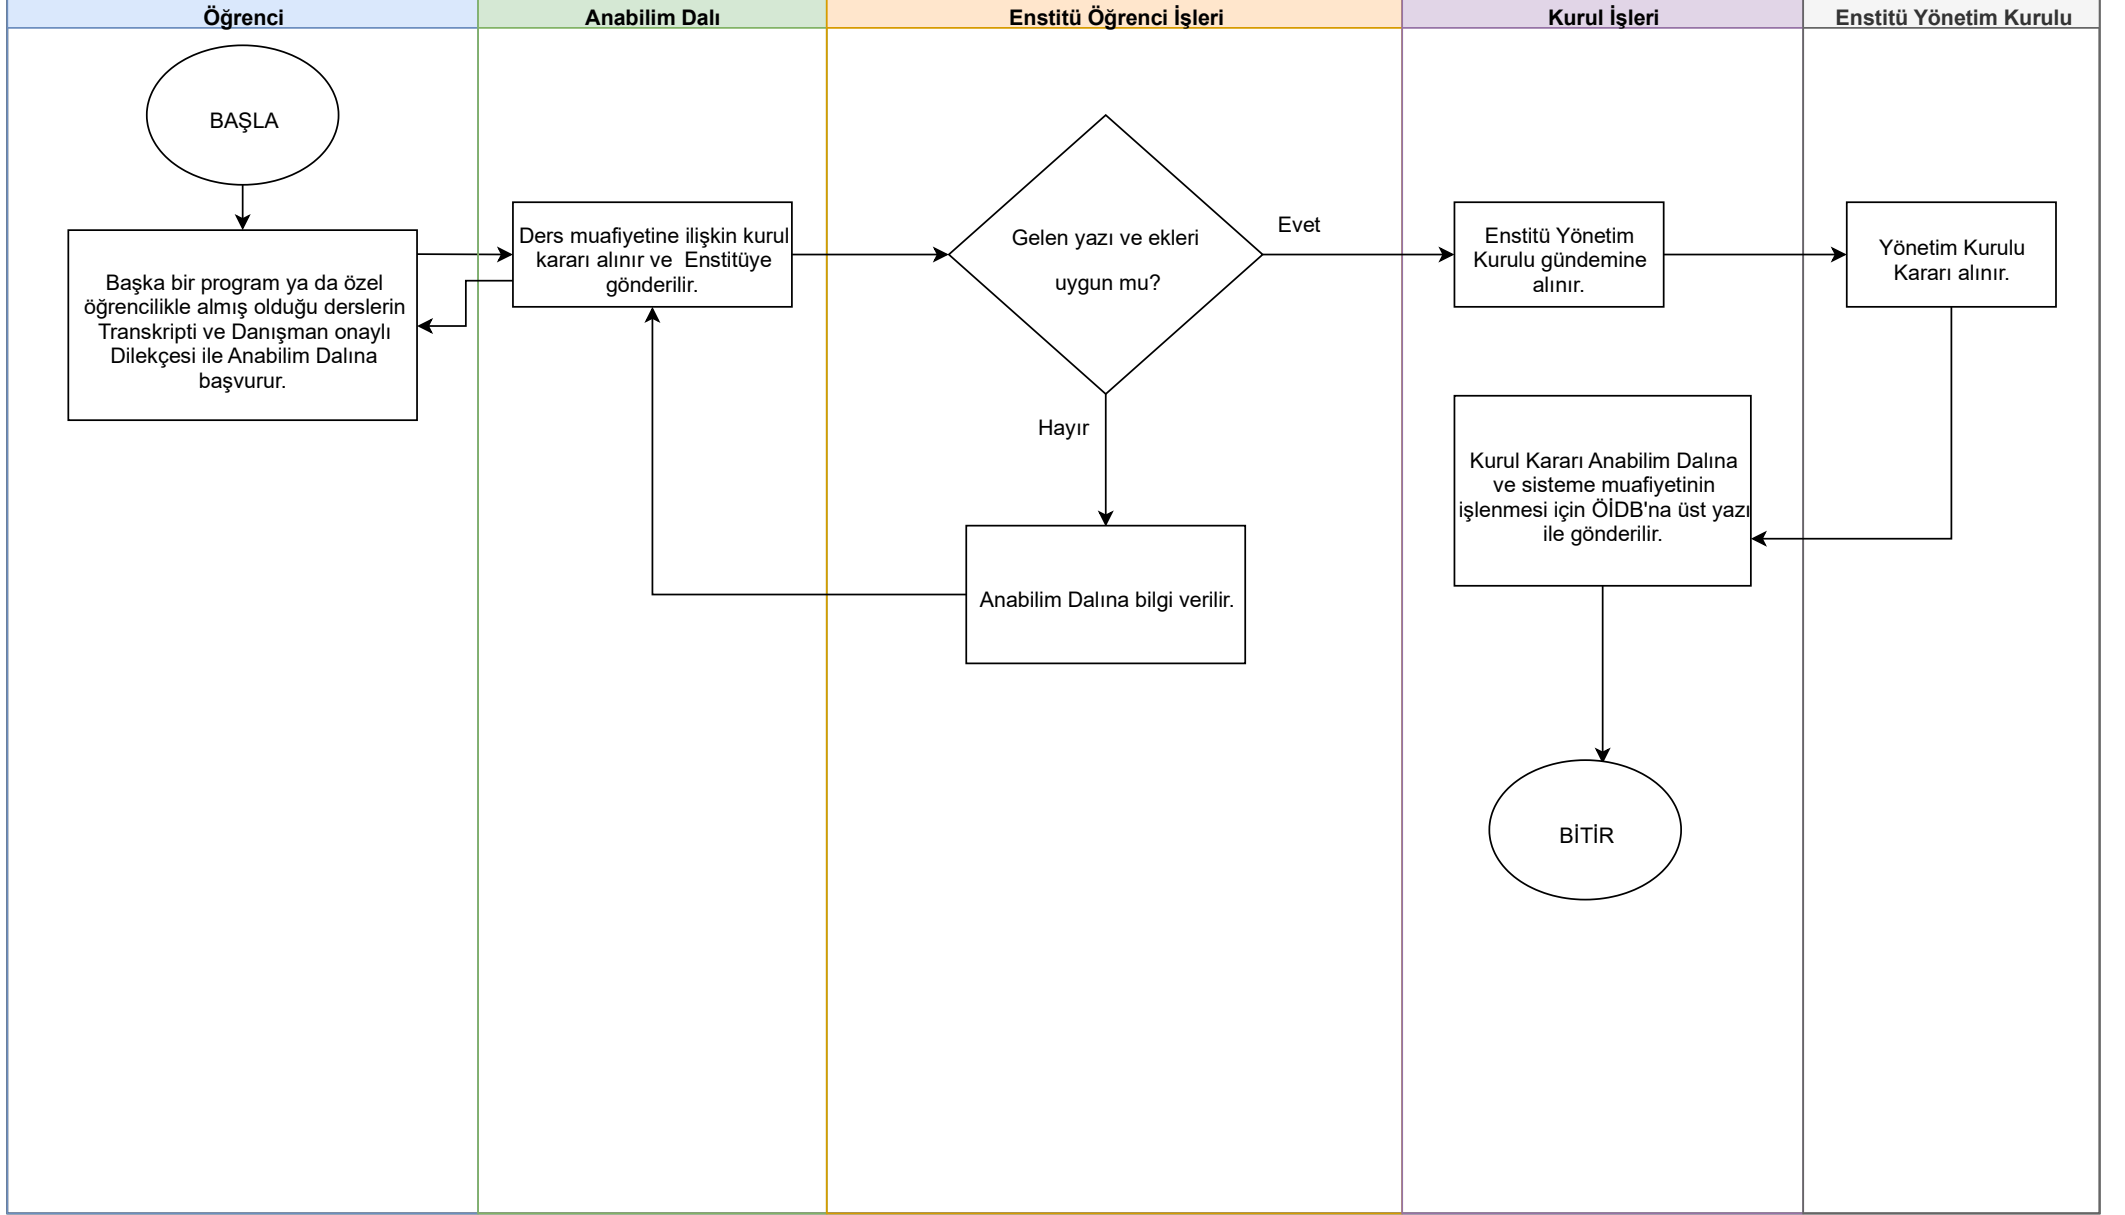 Öğrenci
Anabilim Dalı
Enstitü Öğrenci İşleri
Kurul İşleri
Enstitü Yönetim Kurulu
BAŞLA
Başka bir program ya da özel
öğrencilikle almış olduğu derslerin
Transkripti ve Danışman onaylı
Dilekçesi ile Anabilim Dalına
başvurur.
Ders muafiyetine ilişkin kurul
kararı alınır ve  Enstitüye
gönderilir.
Gelen yazı ve ekleri
uygun mu?
Evet
Hayır
Anabilim Dalına bilgi verilir.
Enstitü Yönetim
Kurulu gündemine
alınır.
Yönetim Kurulu
Kararı alınır.
Kurul Kararı Anabilim Dalına
ve sisteme muafiyetinin
işlenmesi için ÖİDB'na üst yazı
ile gönderilir.
BİTİR